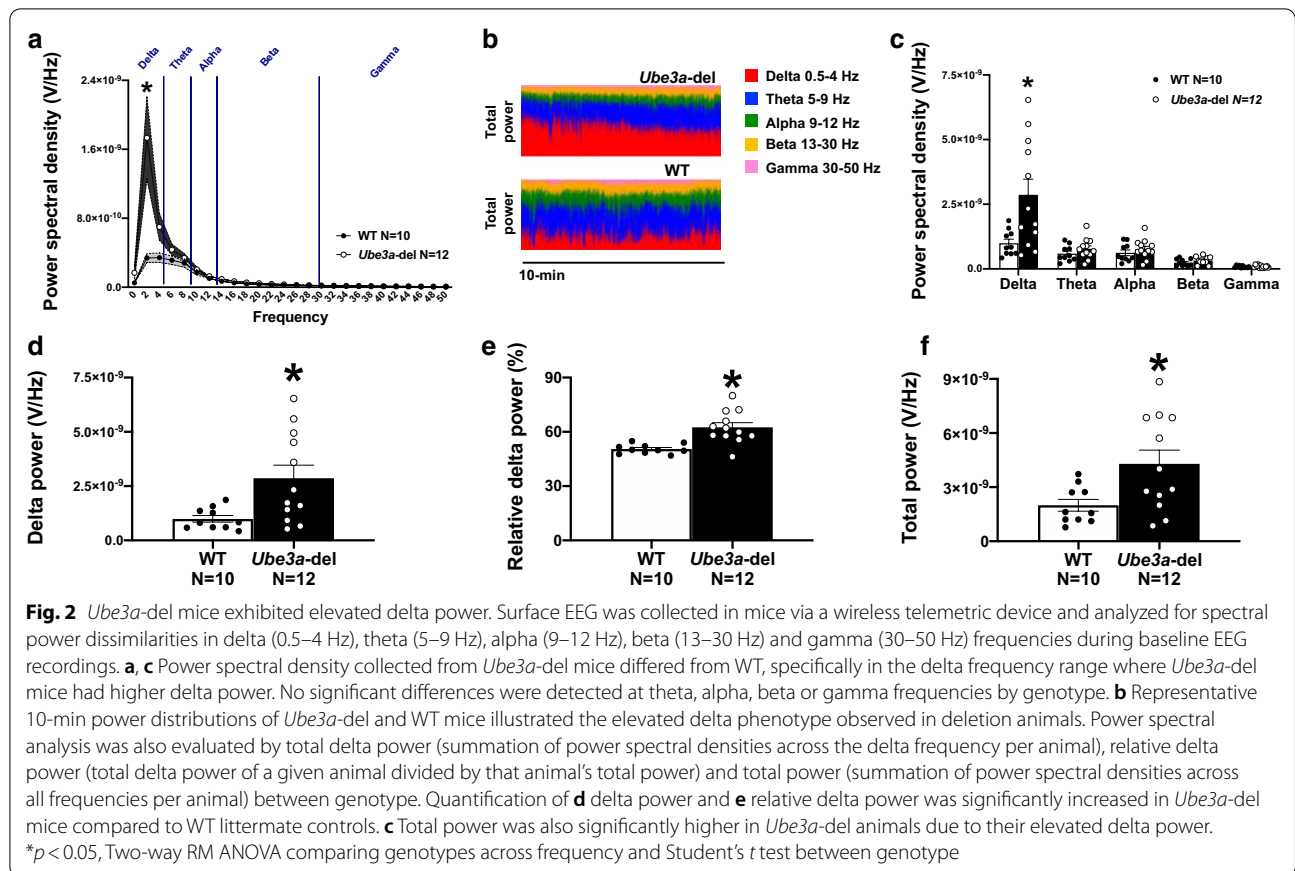 a
Delta Theta Alpha Beta Gamma
2.4×10-9
1.6×10-9
8.0×10-10
0.0
Power spectral density (V/Hz)
*
WT N=10
Ube3a-del N=12
0 2 4 6 8 10 12 14 16 18 20 22 24 26 28 30 32 34 36 38 40 42 44 46 48 50
Frequency
b
Ube3a-del
Total power
WT
Total power
10-min
Delta 0.5-4 Hz
Theta 5-9 Hz
Alpha 9-12 Hz
Beta 13-30 Hz
Gamma 30-50 Hz
c
Power spectral density (V/Hz)
7.5×10-9
5.0×10-9
2.5×10-9
0.0
*
WT N=10
Ube3a-del N=12
Delta Theta Alpha Beta Gamma
d
Delta power (V/Hz)
7.5×10-9
5.0×10-9
2.5×10-9
0.0
*
WT Ube3a-del
N=10 N=12
e
Relative delta power (%)
90
60
30
0
*
WT Ube3a-del
N=10 N=12
f
Total power (V/Hz)
9×10-9
6×10-9
3×10-9
0
*
WT Ube3a-del
N=10 N=12
Fig. 2 Ube3a-del mice exhibited elevated delta power. Surface EEG was collected in mice via a wireless telemetric device and analyzed for spectral
power dissimilarities in delta (0.5–4 Hz), theta (5–9 Hz), alpha (9–12 Hz), beta (13–30 Hz) and gamma (30–50 Hz) frequencies during baseline EEG
recordings. a, c Power spectral density collected from Ube3a-del mice differed from WT, specifically in the delta frequency range where Ube3a-del
mice had higher delta power. No significant differences were detected at theta, alpha, beta or gamma frequencies by genotype. b Representative
10-min power distributions of Ube3a-del and WT mice illustrated the elevated delta phenotype observed in deletion animals. Power spectral
analysis was also evaluated by total delta power (summation of power spectral densities across the delta frequency per animal), relative delta
power (total delta power of a given animal divided by that animal's total power) and total power (summation of power spectral densities across
all frequencies per animal) between genotype. Quantification of d delta power and e relative delta power was significantly increased in Ube3a-del
mice compared to WT littermate controls. c Total power was also significantly higher in Ube3a-del animals due to their elevated delta power.
*p < 0.05, Two-way RM ANOVA comparing genotypes across frequency and Student's t test between genotype